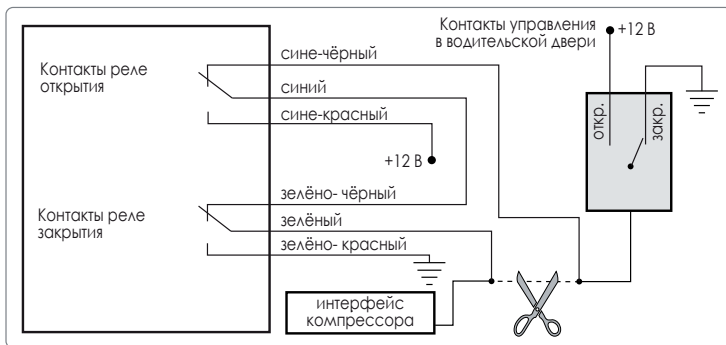 Контакты управления
в водительской двери
+12 В
сине-чёрный
Контакты реле
открытия
синий
сине-красный
откр.
закр.
+12 В
зелёно- чёрный
Контакты реле
закрытия
зелёный
зелёно- красный
интерфейс
компрессора